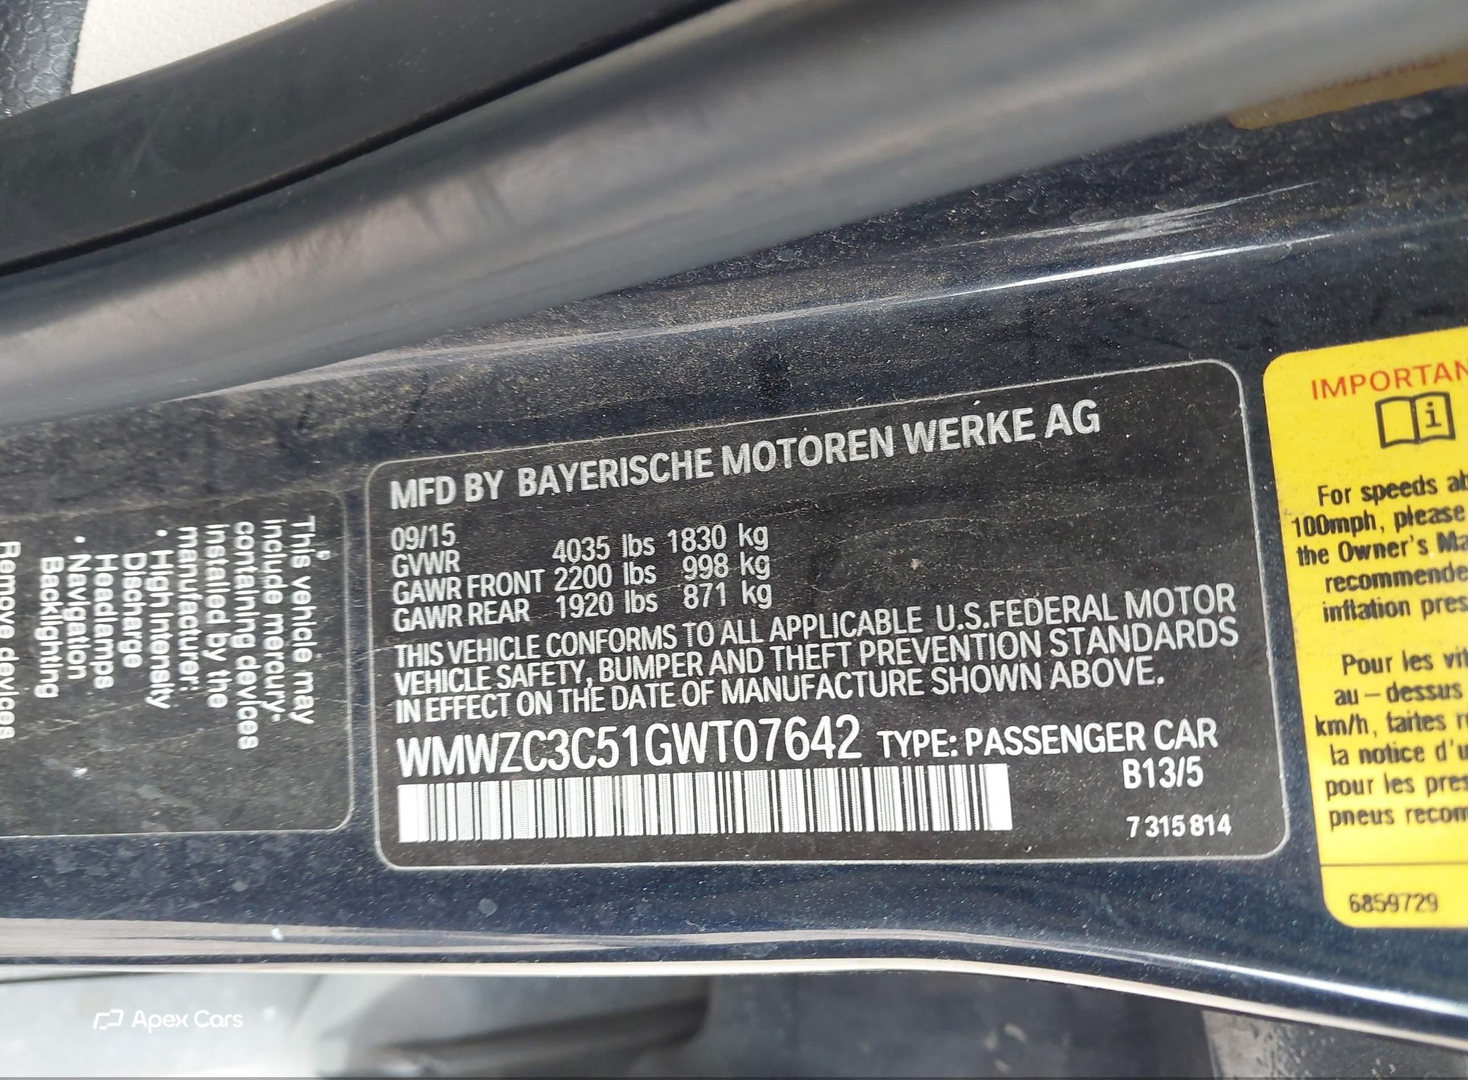 This vehicle may
include mercury-
containing devices
installed by the
manufacturer:
• High Intensity
Discharge
Headlamps
• Navigation
Backlighting
Remove devices
MFD BY BAYERISCHE MOTOREN WERKE AG
09/15
GVWR 4035 lbs 1830 kg
GAWR FRONT 2200 lbs 998 kg
GAWR REAR 1920 lbs 871 kg
THIS VEHICLE CONFORMS TO ALL APPLICABLE U.S.FEDERAL MOTOR
VEHICLE SAFETY, BUMPER AND THEFT PREVENTION STANDARDS
IN EFFECT ON THE DATE OF MANUFACTURE SHOWN ABOVE.
WMWZC3C51GWT07642 TYPE: PASSENGER CAR
B13/5
7 315 814
IMPORTAN
i
For speeds ab
100mph, please
the Owner's Ma
recommende
inflation pres
Pour les vit
au-dessus
km/h, faites r
la notice d'u
pour les pres
pneus recom
6859729
Apex Cars